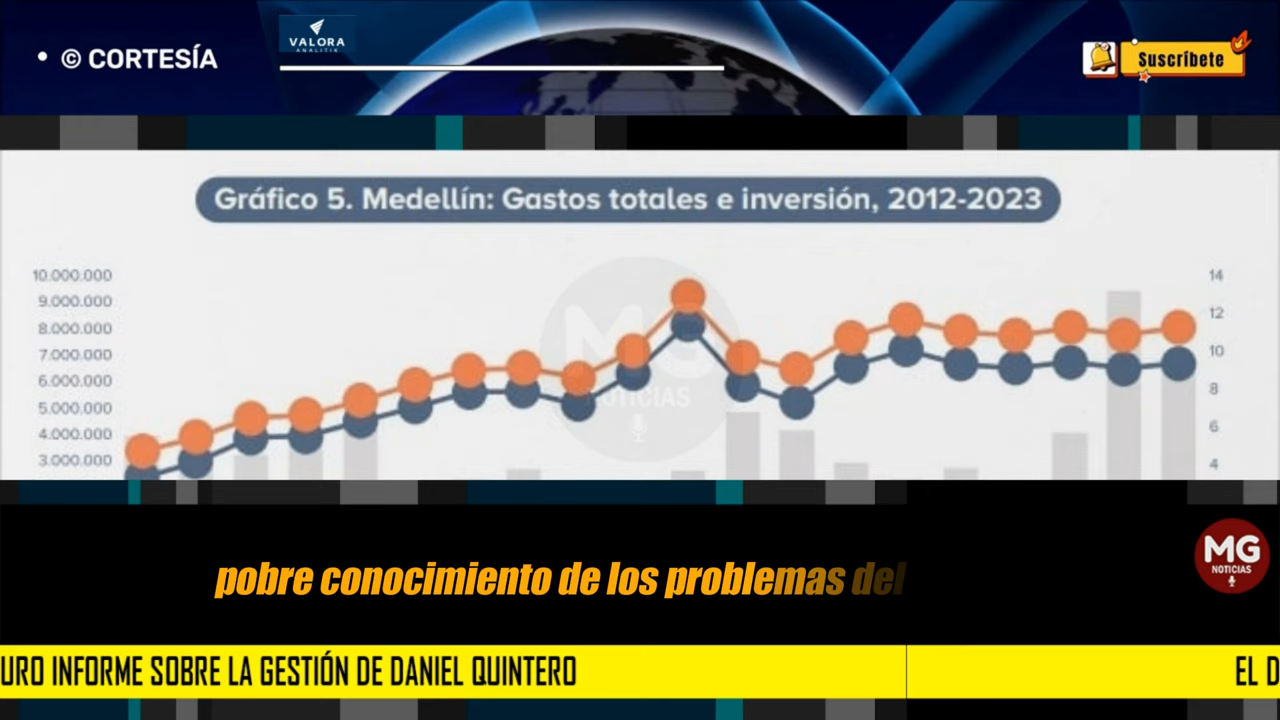 • © CORTESÍA
VALORA
ANALITIK
Suscríbete
Gráfico 5. Medellín: Gastos totales e inversión, 2012-2023
10.000.000
9.000.000
8.000.000
7.000.000
6.000.000
5.000.000
4.000.000
3.000.000
14
12
10
8
6
4
MG
NOTICIAS
pobre conocimiento de los problemas del
MG
NOTICIAS
URO INFORME SOBRE LA GESTIÓN DE DANIEL QUINTERO
EL D